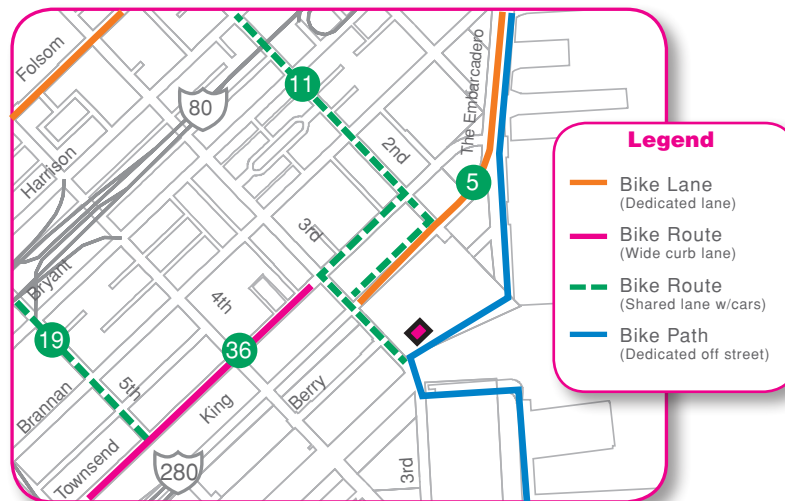 Folsom
80
11
The Embarcadero
2nd
Harrison
5
3rd
Bryant
4th
19
36
5th
Brannan
King
Berry
Townsend
280
3rd
Legend
Bike Lane
(Dedicated lane)
Bike Route
(Wide curb lane)
Bike Route
(Shared lane w/cars)
Bike Path
(Dedicated off street)